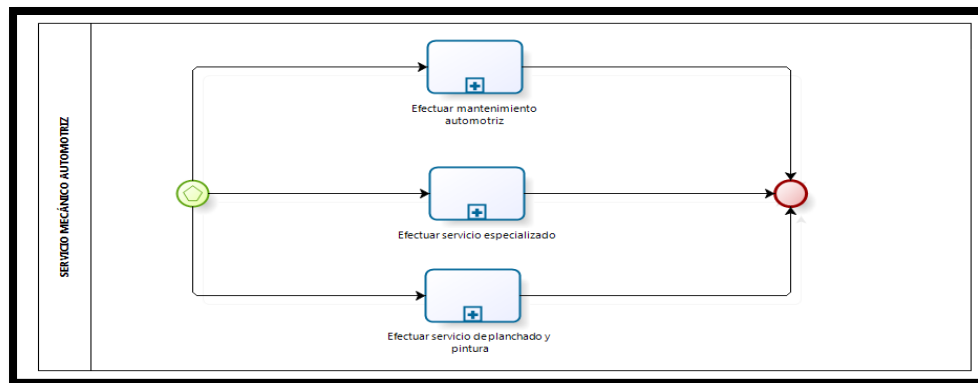 SERVICIO MECÁNICO AUTOMOTRIZ
Efectuar mantenimiento
automotriz
Efectuar servicio especializado
Efectuar servicio de planchado y
pintura